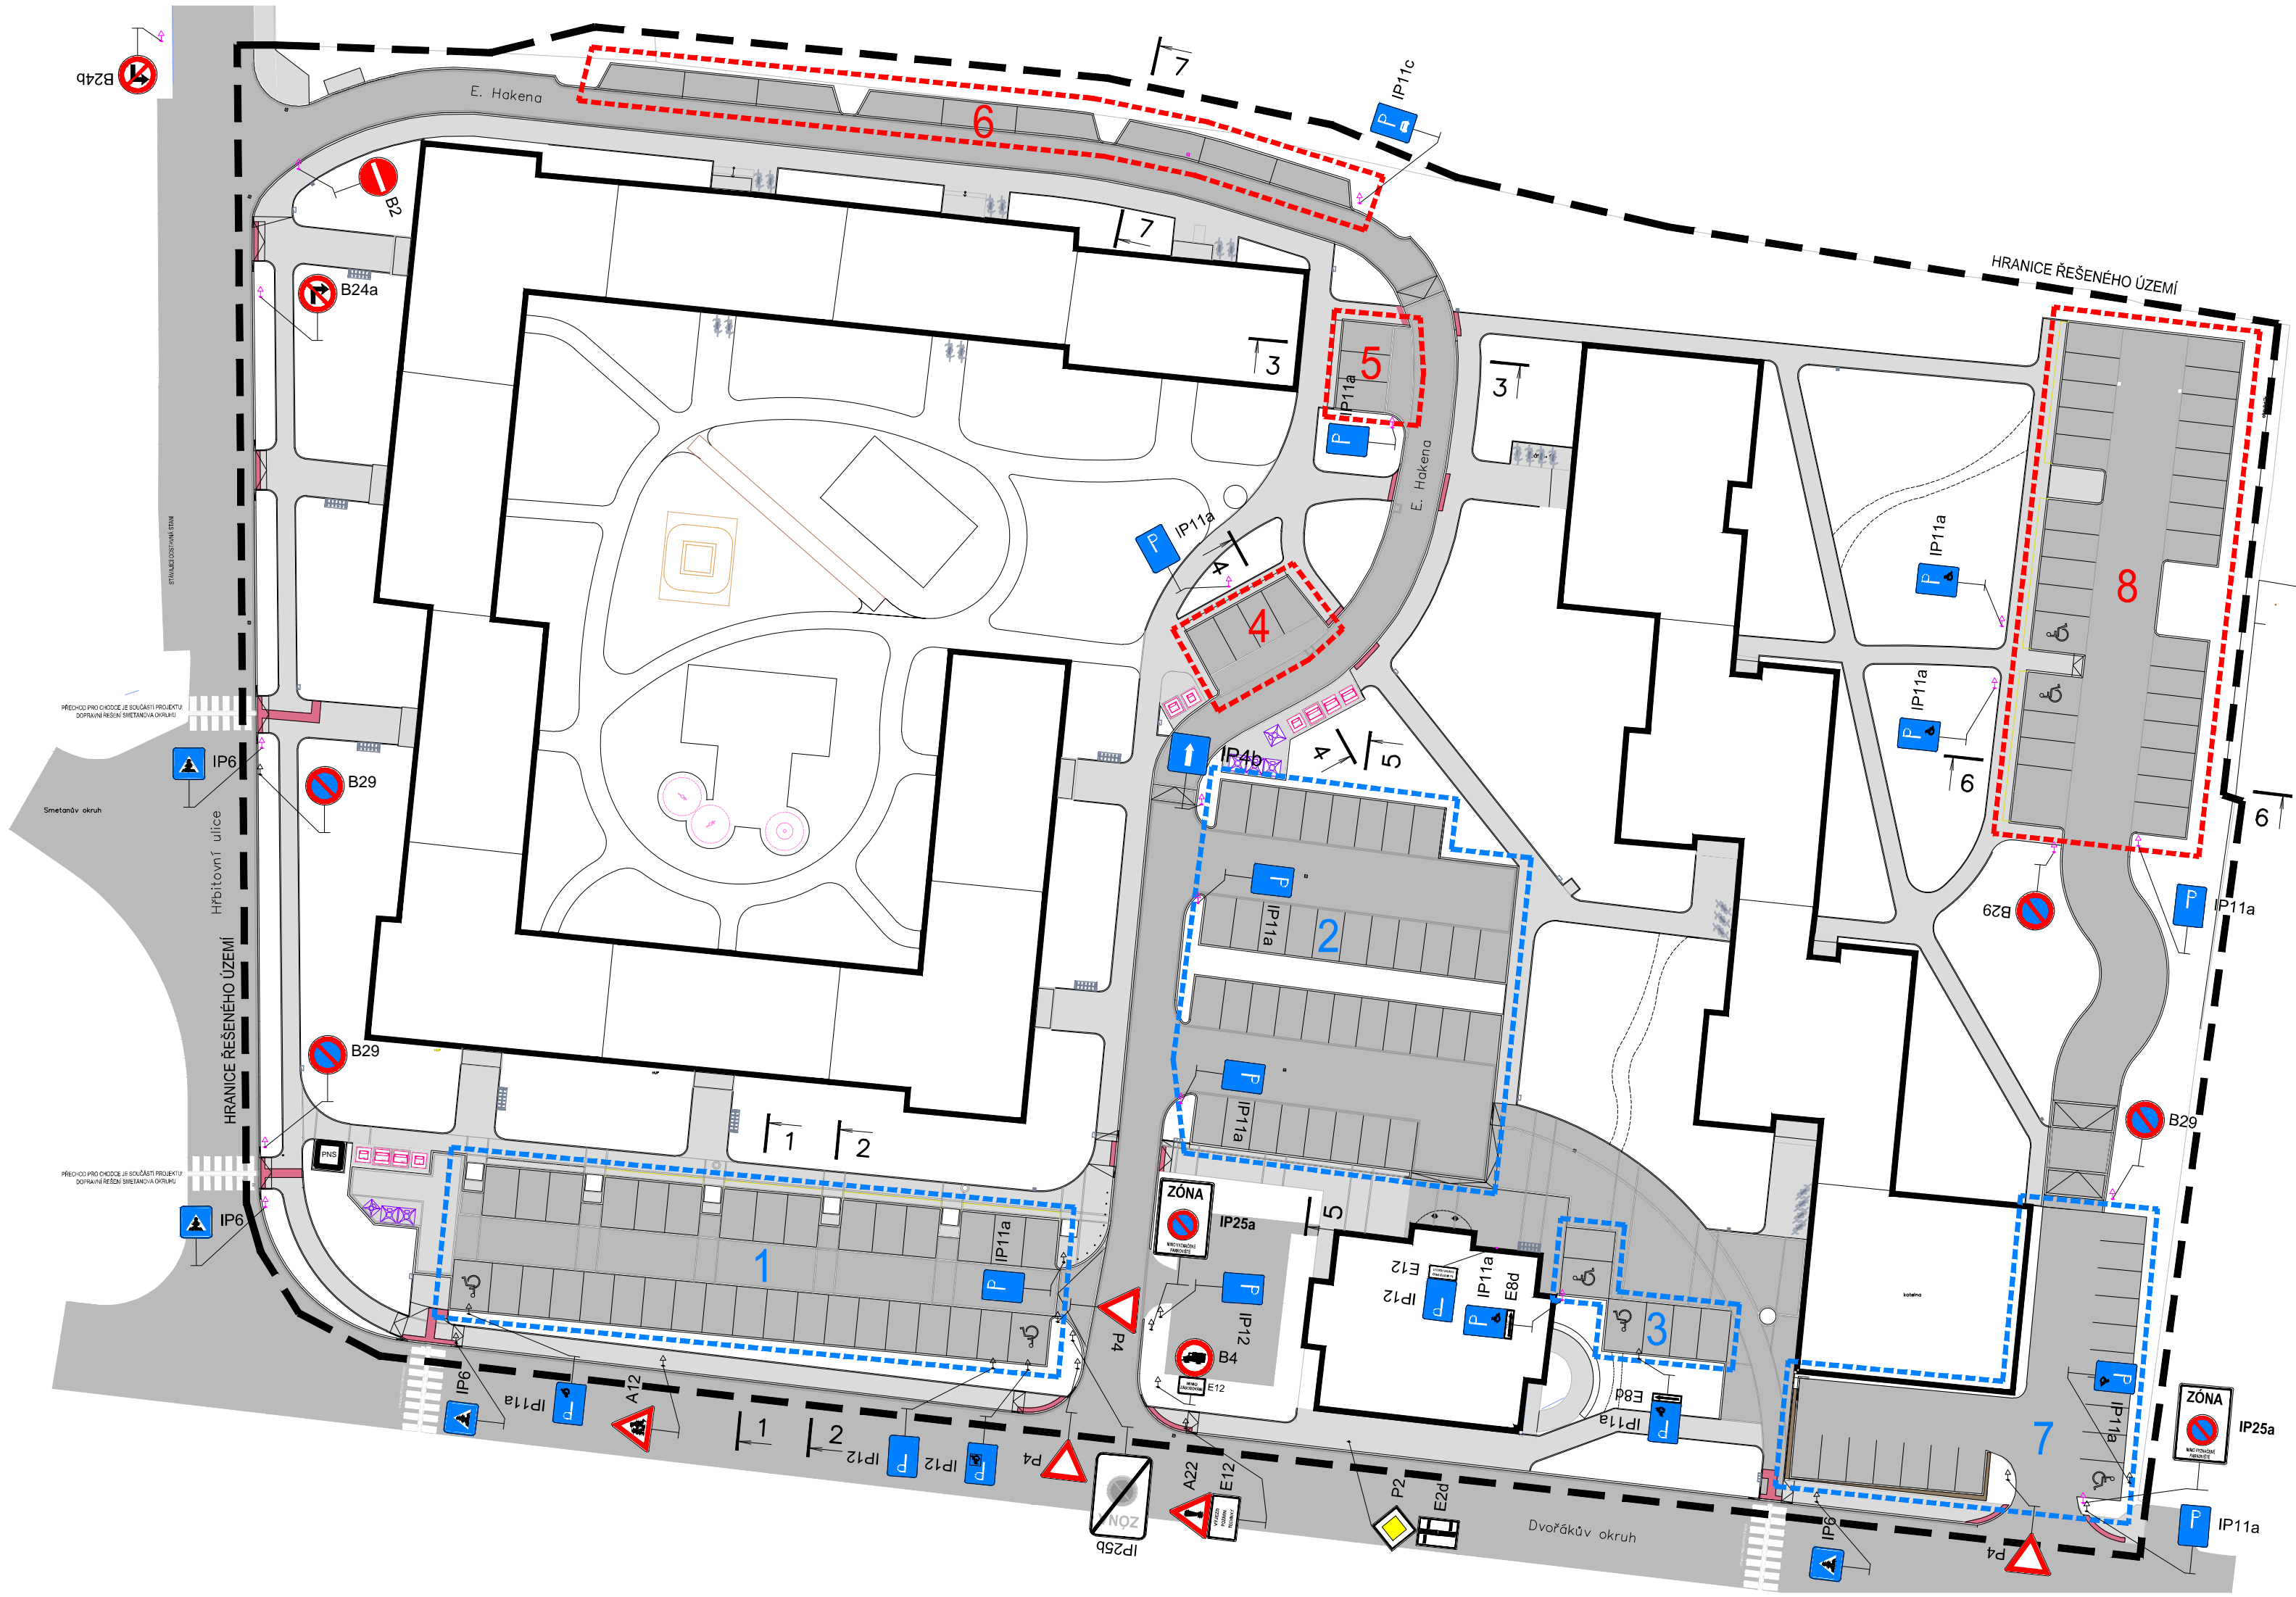 B24b
7
IP11c
E. Hakena
6
B2
7
HRANICE ŘEŠENÉHO ÚZEMÍ
B24a
3
5
IP11a
3
E. Hakena
IP11a
4
4
IP11a
8
IP11a
STÁVAJÍCÍ DOSTAVNÁ STANÍ
PŘECHOD PRO CHODCE JE SOUČÁSTÍ PROJEKTU
DOPRAVNÍ ŘEŠENÍ SMETANOVA OKRUHU
IP6
B29
IP4b
4
5
6
6
Smetanův okruh
Hřbitovní ulice
HRANICE ŘEŠENÉHO ÚZEMÍ
IP11a
2
B29
IP11a
B29
IP11a
B29
PNS
1
2
PŘECHOD PRO CHODCE JE SOUČÁSTÍ PROJEKTU
DOPRAVNÍ ŘEŠENÍ SMETANOVA OKRUHU
IP6
ZÓNA
IP25a
5
1
IP11a
E12
IP12
IP11a
E8d
kotelna
3
P4
IP12
B4
E12
IP6
IP11a
A12
1
2
IP12
IP12
P4
ZÓNA
IP25b
A22
E12
P2
E2d
E8d
IP11a
7
IP11a
ZÓNA
IP25a
Dvořákův okruh
IP6
P4
IP11a